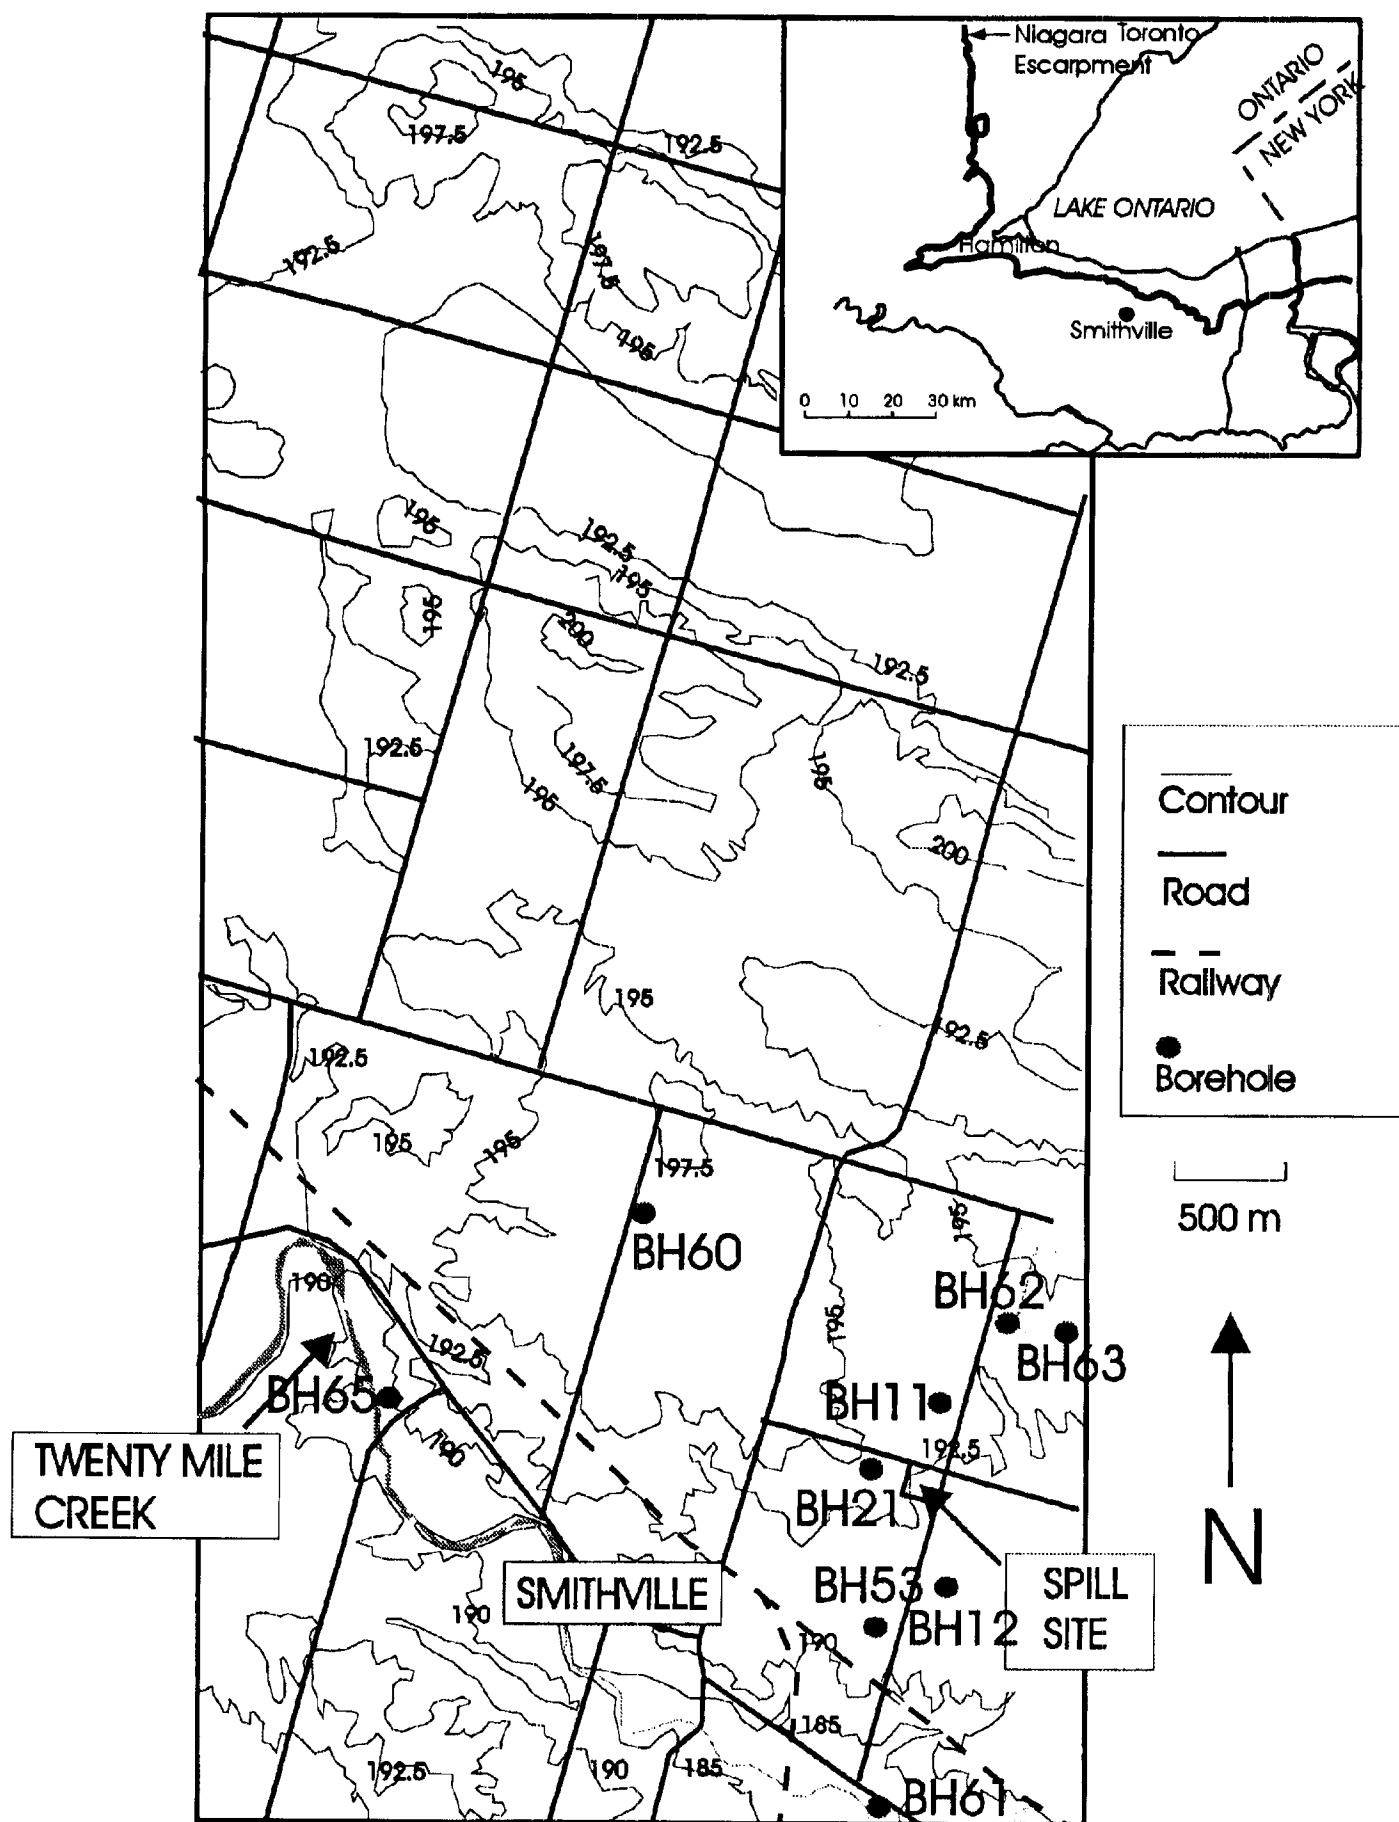 Niagara Toronto
Escarpment
ONTARIO
NEW YORK
LAKE ONTARIO
Hamilton
Smithville
0 10 20 30 km
195
197.5
192.5
192.5
197.5
195
195
192.5
195
195
200
192.5
192.5
197.5
195
195
200
195
192.5
192.5
195
195
197.5
195
190
192.5
195
190
192.5
190
190
185
192.5
190
185
BH60
BH62
BH63
BH65
BH11
BH21
BH53
BH12
BH61
TWENTY MILE
CREEK
SMITHVILLE
SPILL
SITE
Contour
Road
Railway
Borehole
500 m
N